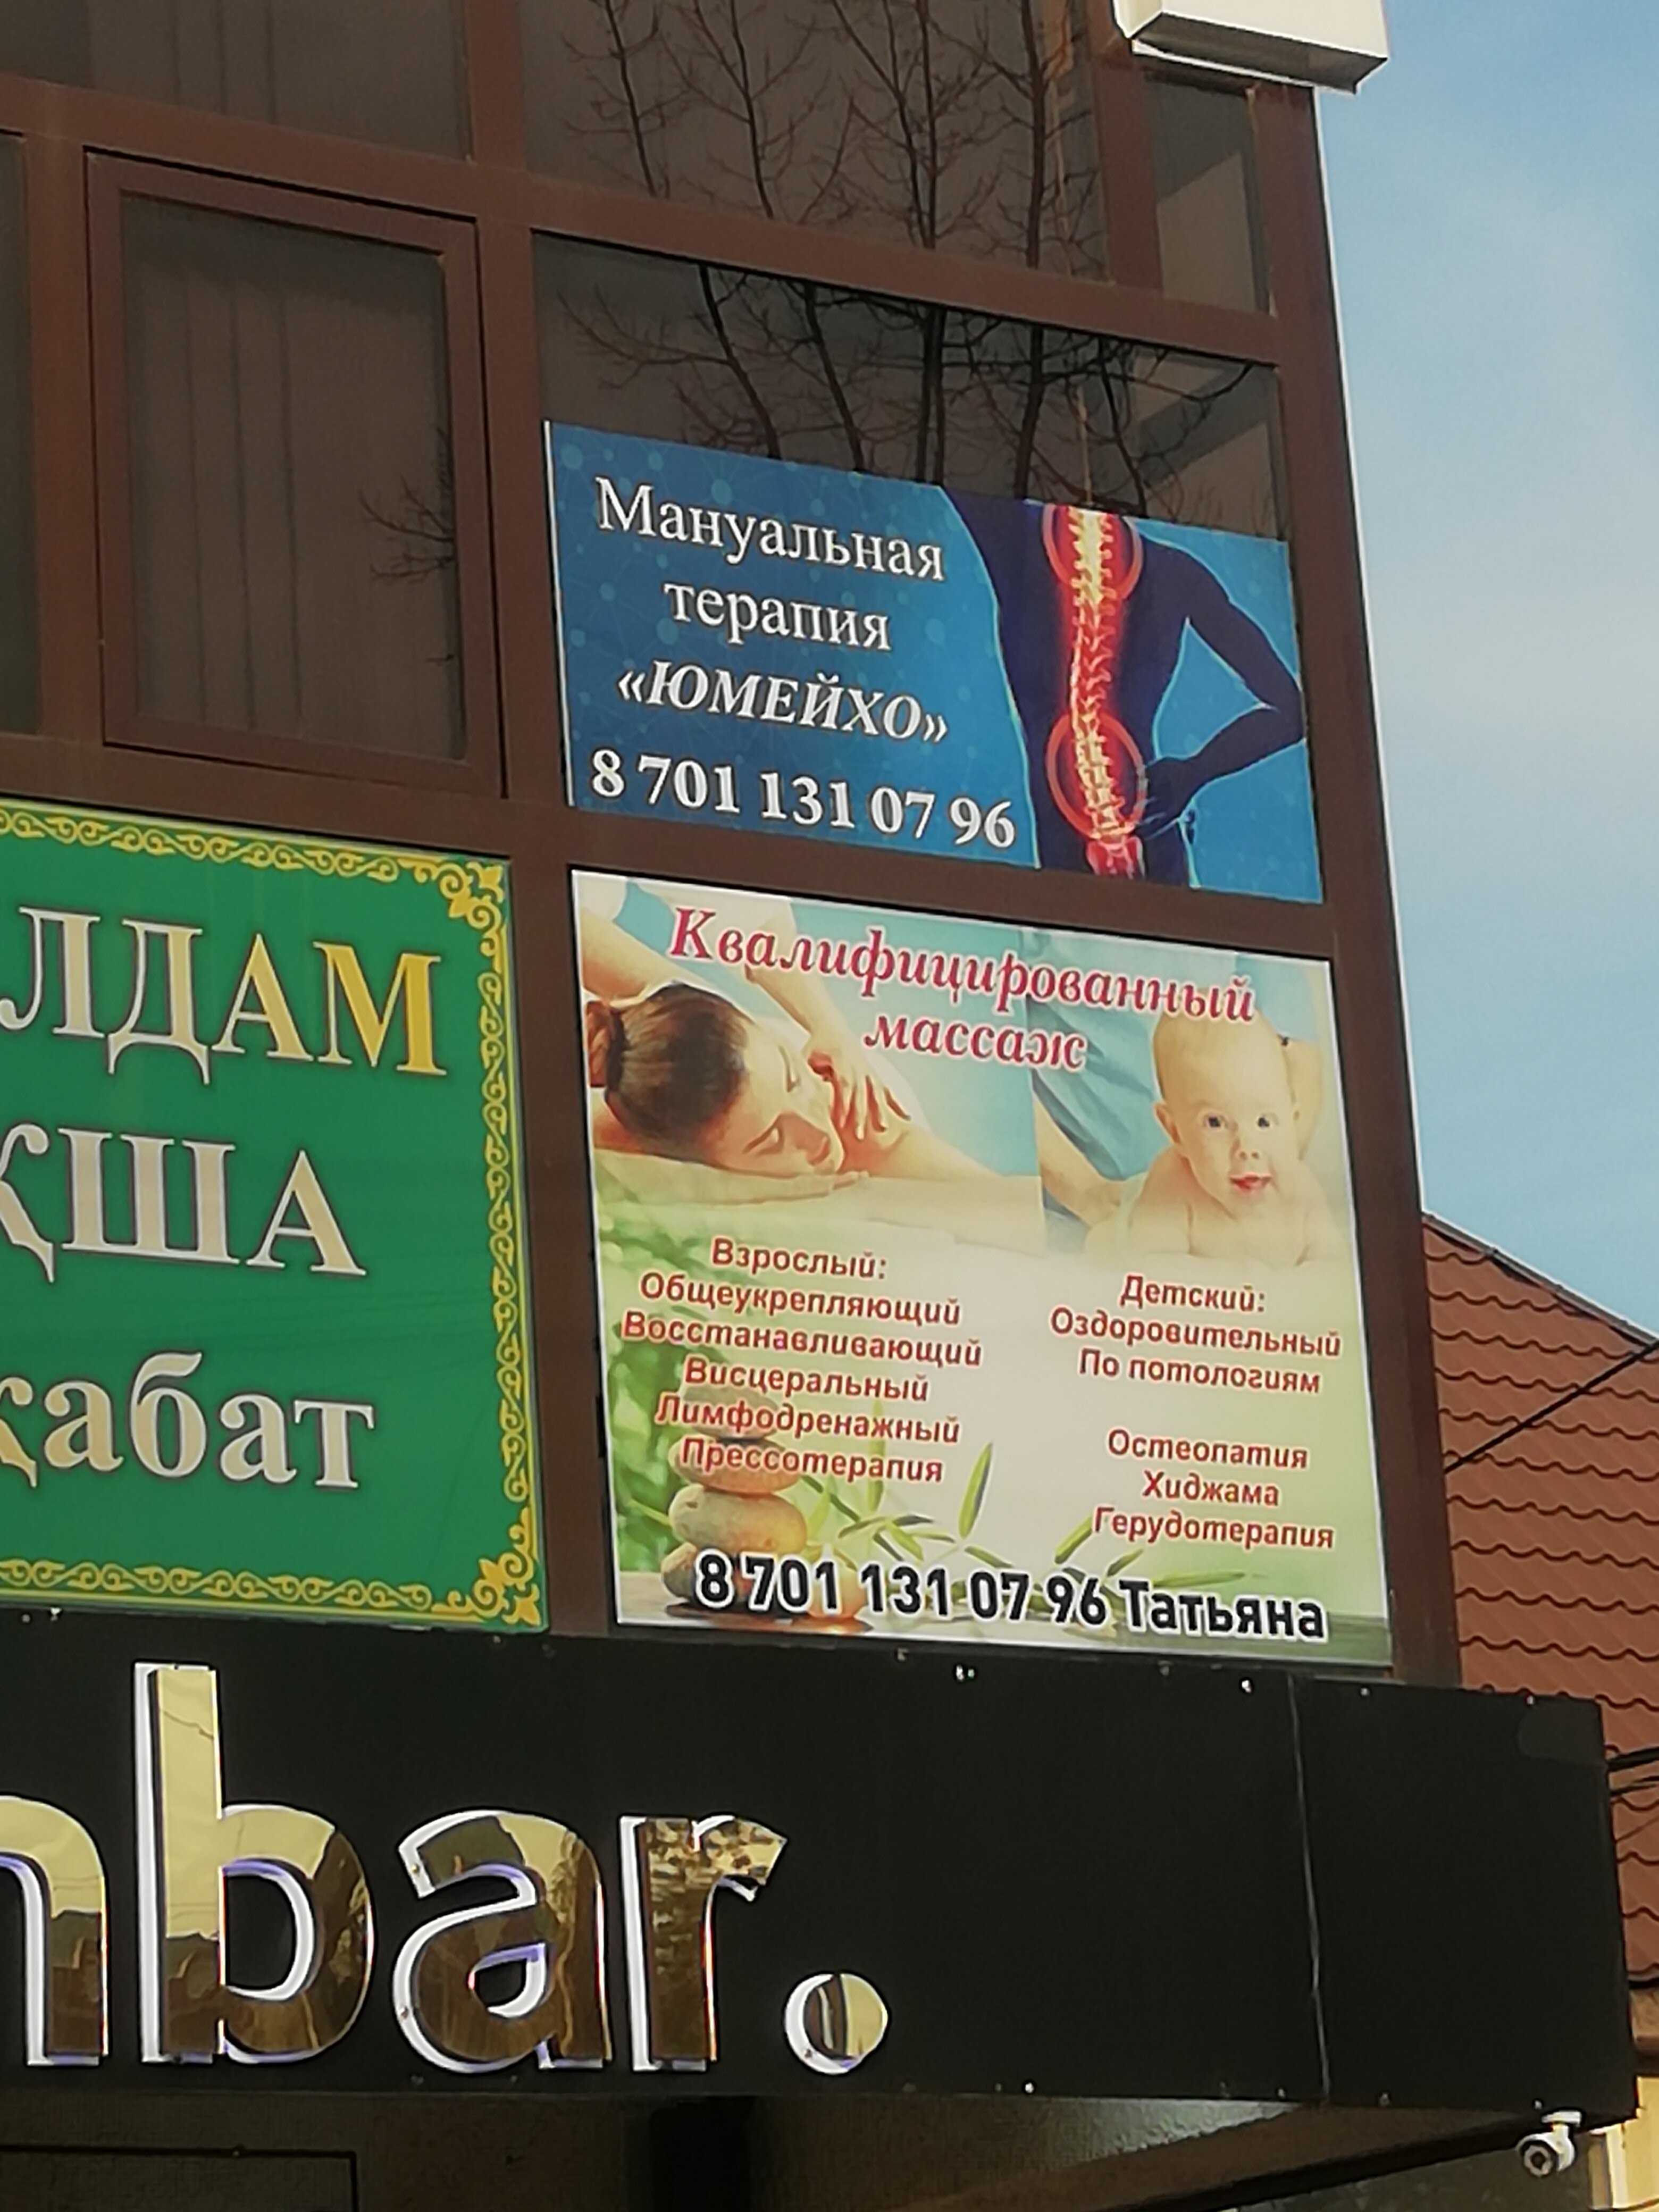 Мануальная
терапия
«ЮМЕЙХО»
8 701 131 07 96
ЛДАМ
ҚША
қабат
Квалифицированный
массаж
Взрослый:
Общеукрепляющий
Восстанавливающий
Висцеральный
Лимфодренажный
Прессотерапия
Детский:
Оздоровительный
По потологиям
Остеопатия
Хиджама
Герудотерапия
8 701 131 07 96 Татьяна
bar.